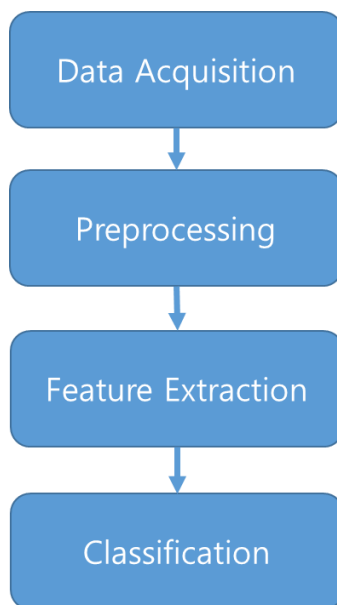 Data Acquisition
Preprocessing
Feature Extraction
Classification